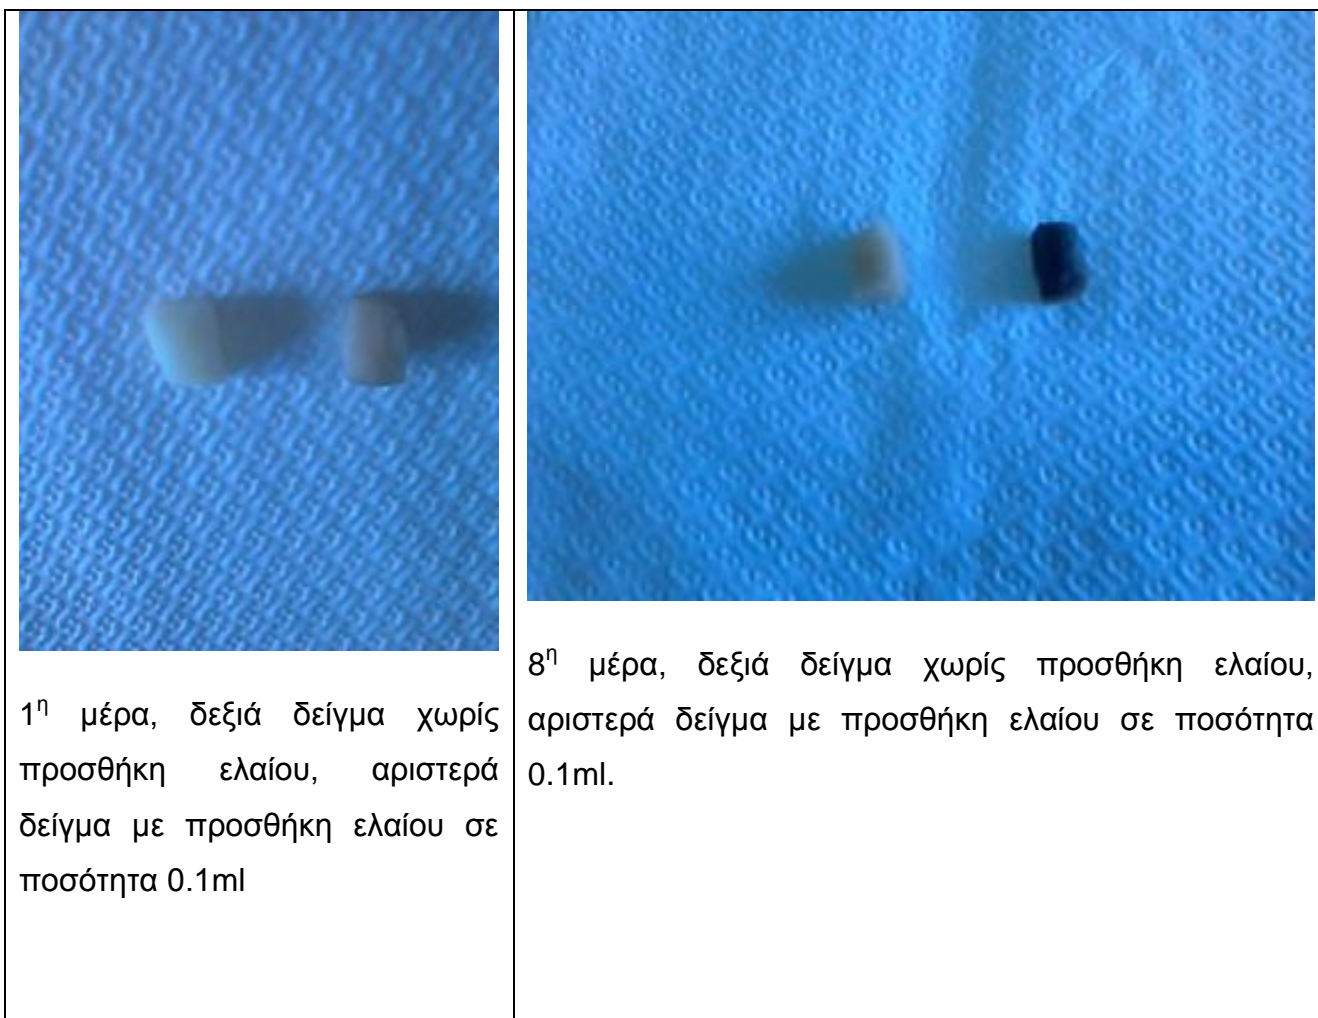 1η μέρα, δεξιά δείγμα χωρίς
προσθήκη ελαίου, αριστερά
δείγμα με προσθήκη ελαίου σε
ποσότητα 0.1ml
8η μέρα, δεξιά δείγμα χωρίς προσθήκη ελαίου,
αριστερά δείγμα με προσθήκη ελαίου σε ποσότητα
0.1ml.